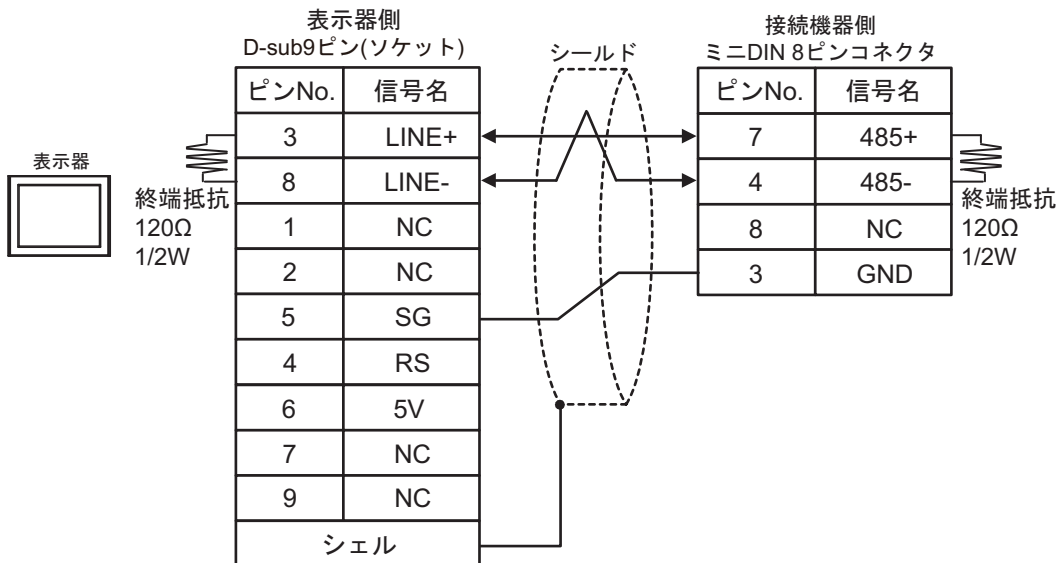 表示器側
D-sub9ピン(ソケット)
シールド
接続機器側
ミニDIN 8ピンコネクタ
ピンNo. 信号名
3 LINE+
8 LINE-
1 NC
2 NC
5 SG
4 RS
6 5V
7 NC
9 NC
シェル
ピンNo. 信号名
7 485+
4 485-
8 NC
3 GND
表示器
終端抵抗
120Ω
1/2W
終端抵抗
120Ω
1/2W